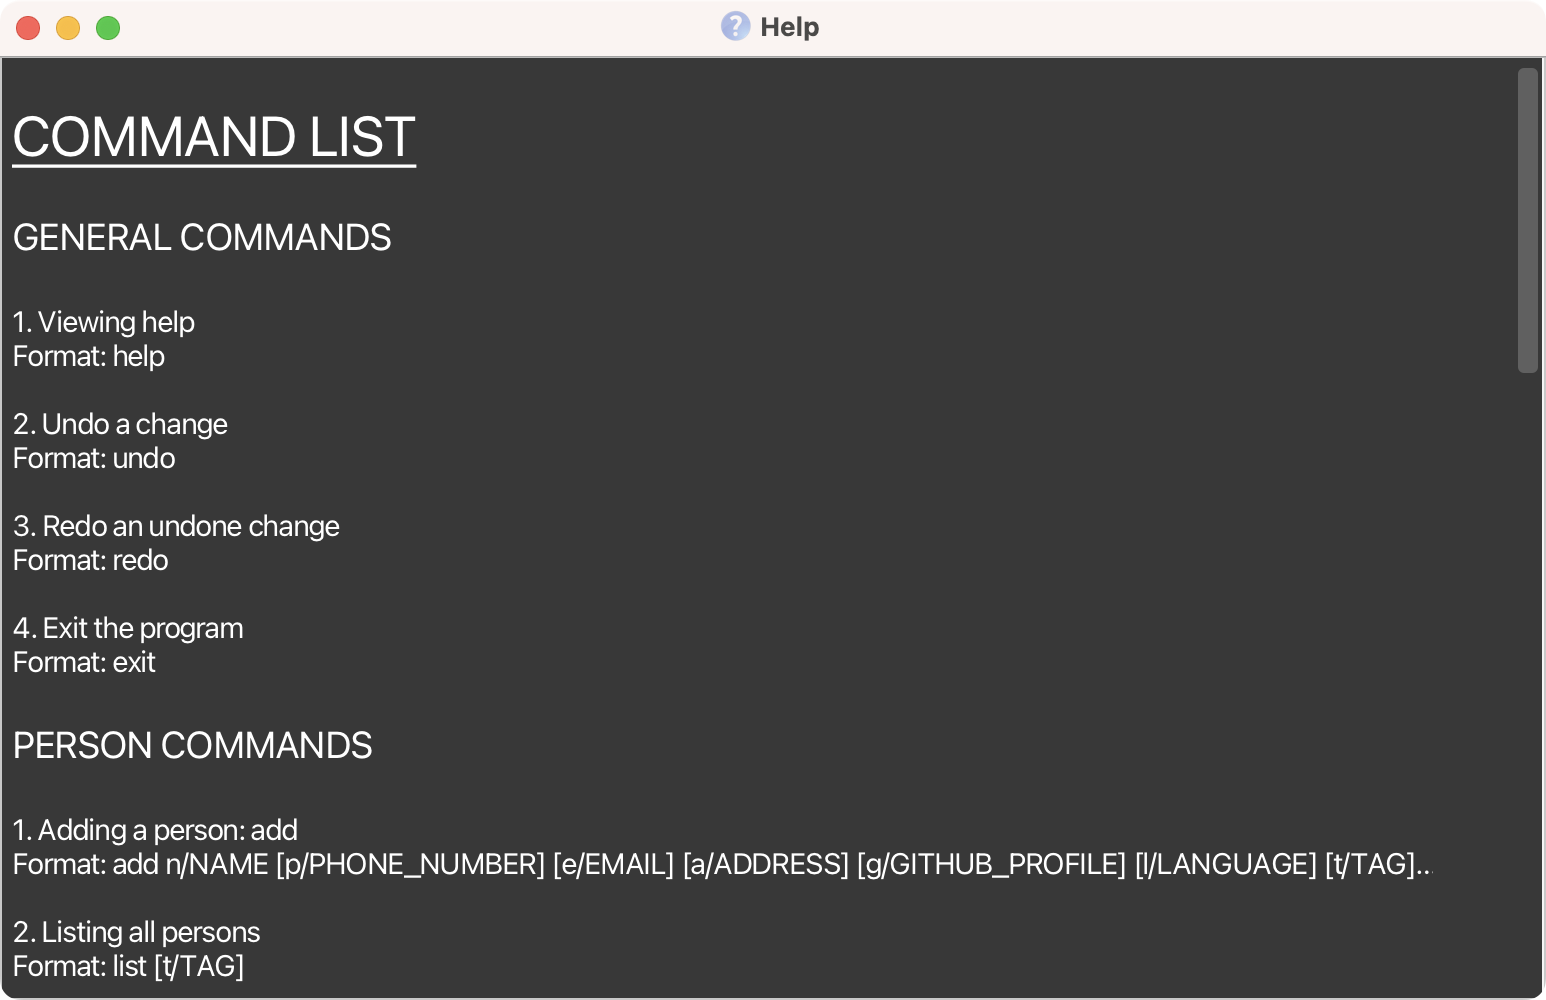 Help
COMMAND LIST
GENERAL COMMANDS
1. Viewing help
Format: help
2. Undo a change
Format: undo
3. Redo an undone change
Format: redo
4. Exit the program
Format: exit
PERSON COMMANDS
1. Adding a person: add
Format: add n/NAME [p/PHONE_NUMBER] [e/EMAIL] [a/ADDRESS] [g/GITHUB_PROFILE] [l/LANGUAGE] [t/TAG]...
2. Listing all persons
Format: list [t/TAG]